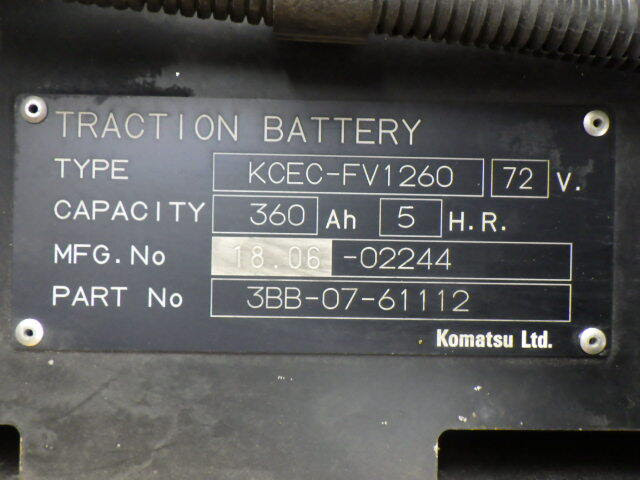 TRACTION BATTERY
TYPE KCEC-FV1260 72 V.
CAPACITY 360 Ah 5 H.R.
MFG.No 18.06 -02244
PART No 3BB-07-61112
Komatsu Ltd.